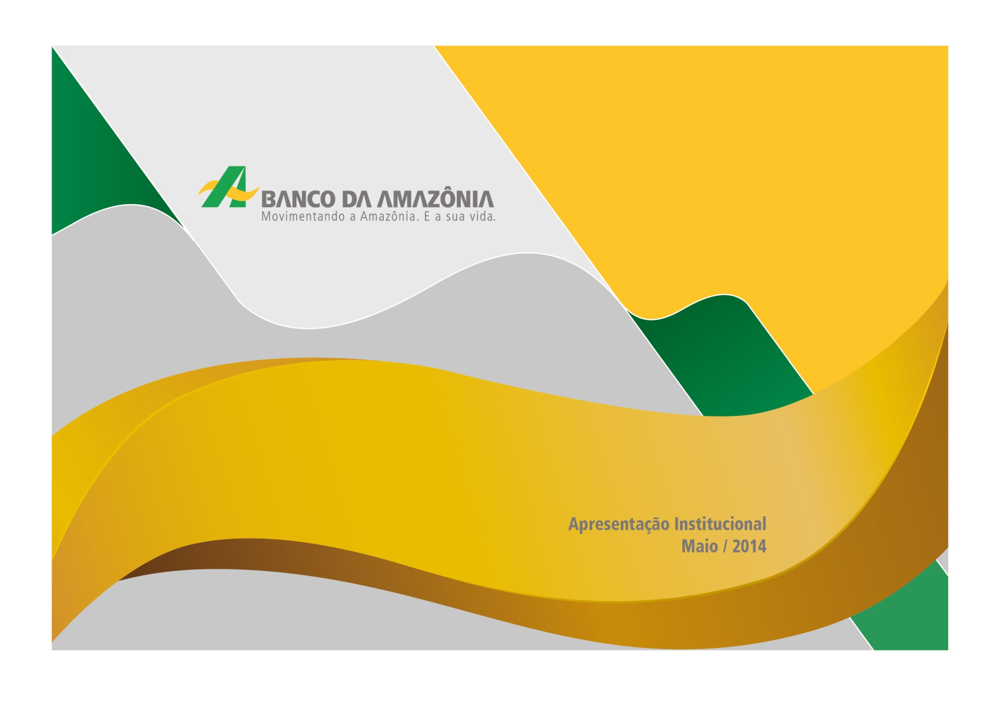 BANCO DA AMAZÔNIA
Movimentando a Amazônia. E a sua vida.
Apresentação Institucional
Maio / 2014